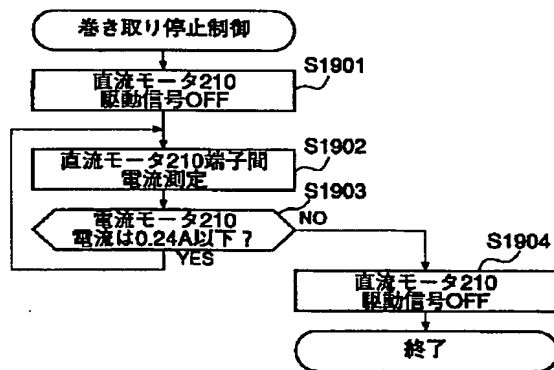 巻き取り停止制御
S1901
直流モータ210
駆動信号OFF
S1902
直流モータ210端子間
電流測定
S1903
電流モータ210
電流は0.24A以下?
NO
YES
S1904
直流モータ210
駆動信号OFF
終了